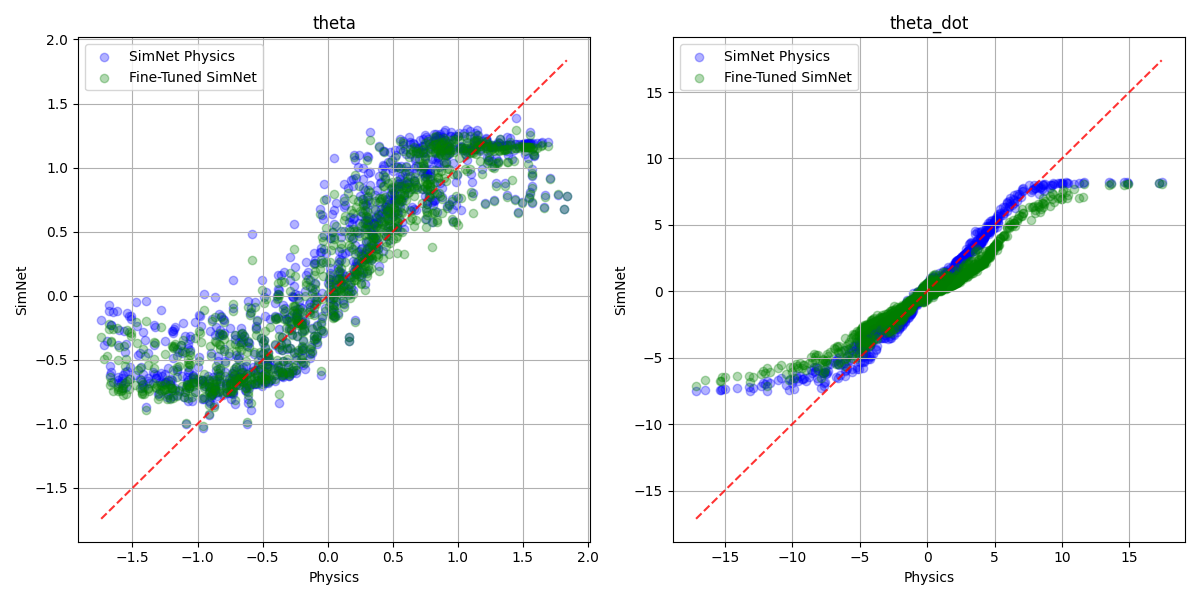 theta
SimNet Physics
Fine-Tuned SimNet
2.0
1.5
1.0
0.5
0.0
−0.5
−1.0
−1.5
SimNet
−1.5 −1.0 −0.5 0.0 0.5 1.0 1.5 2.0
Physics
theta_dot
SimNet Physics
Fine-Tuned SimNet
15
10
5
0
−5
−10
−15
SimNet
−15 −10 −5 0 5 10 15
Physics